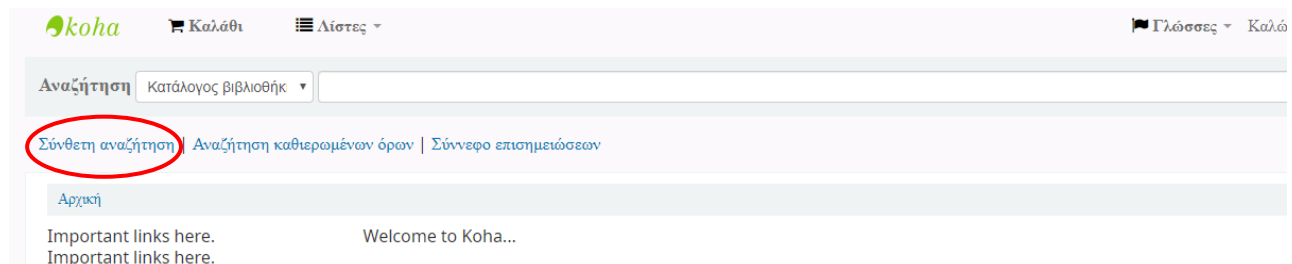 koha Καλάθι Λίστες Γλώσσες Καλώ
Αναζήτηση Κατάλογος βιβλιοθήκ
Σύνθετη αναζήτηση | Αναζήτηση καθιερωμένων όρων | Σύννεφο επισημειώσεων
Αρχική
Important links here. Welcome to Koha...
Important links here.